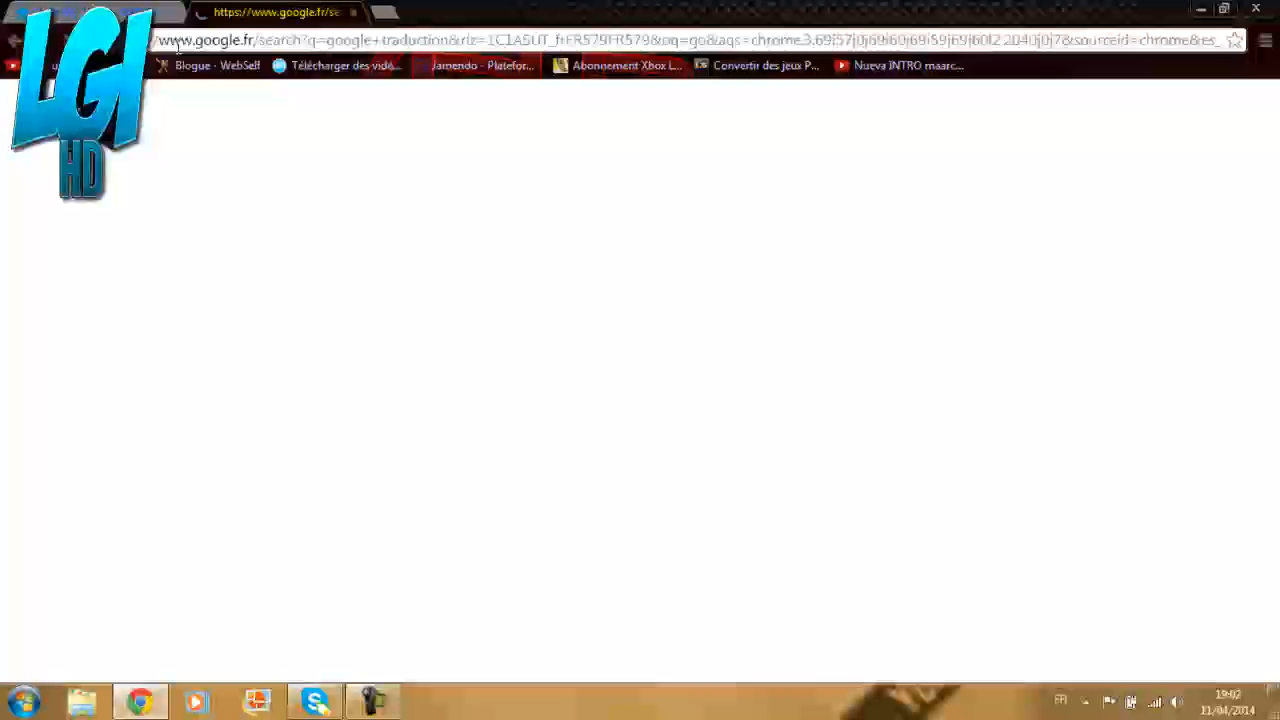 https://www.google.fr/se
www.google.fr/search?q=google+traduction&rlz=1C1ASUT_frFR579FR579&oq=go&aqs=chrome.3.69i57j0j69i60j69i59j69i60l2.2040j0j7&sourceid=chrome&es_
Blogue - WebSelf
Télécharger des vidé...
Jamendo - Platefor...
Abonnement Xbox L...
Convertir des jeux P...
Nueva INTRO maarc...
LGI
HD
FR
19:02
11/04/2014